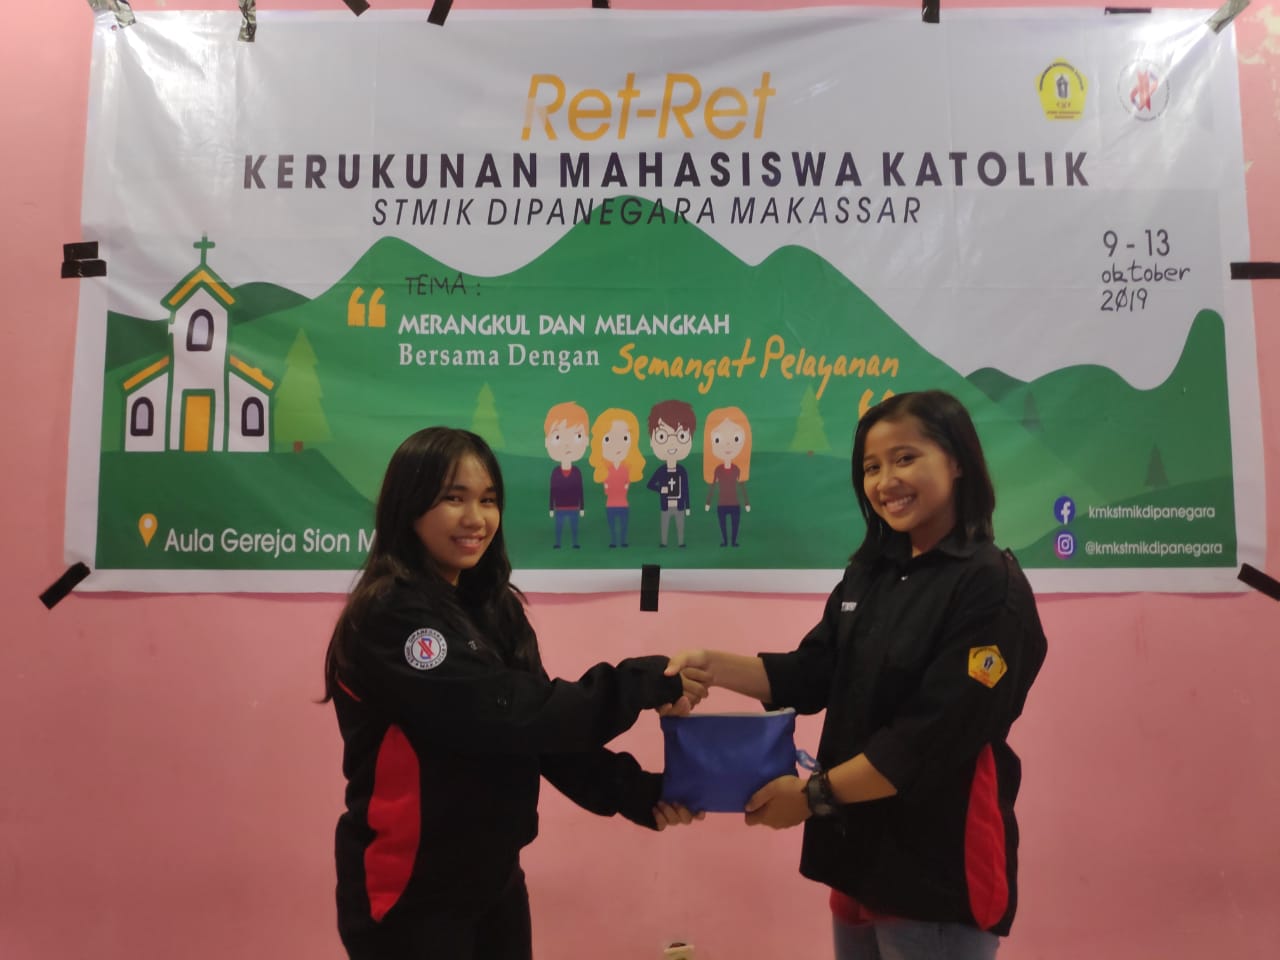 Ret-Ret
KERUKUNAN MAHASISWA KATOLIK
STMIK DIPANEGARA MAKASSAR
9 - 13
oktober
2019
TEMA :
“
MERANGKUL DAN MELANGKAH
Bersama Dengan Semangat Pelayanan
Aula Gereja Sion M
kmkstmikdipanegara
@kmkstmikdipanegara